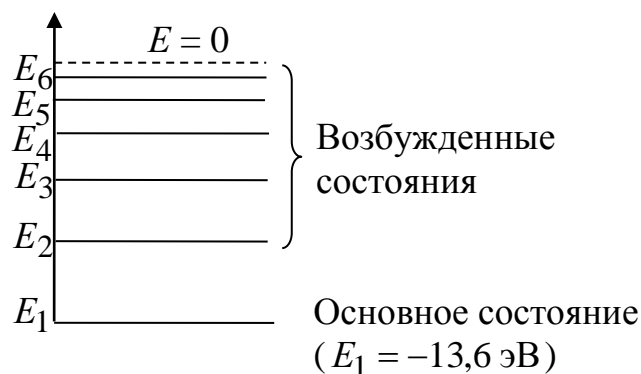 E = 0
E₆
E₅
E₄
E₃
E₂
E₁
Возбужденные
состояния
Основное состояние
(E₁ = −13,6 эВ)